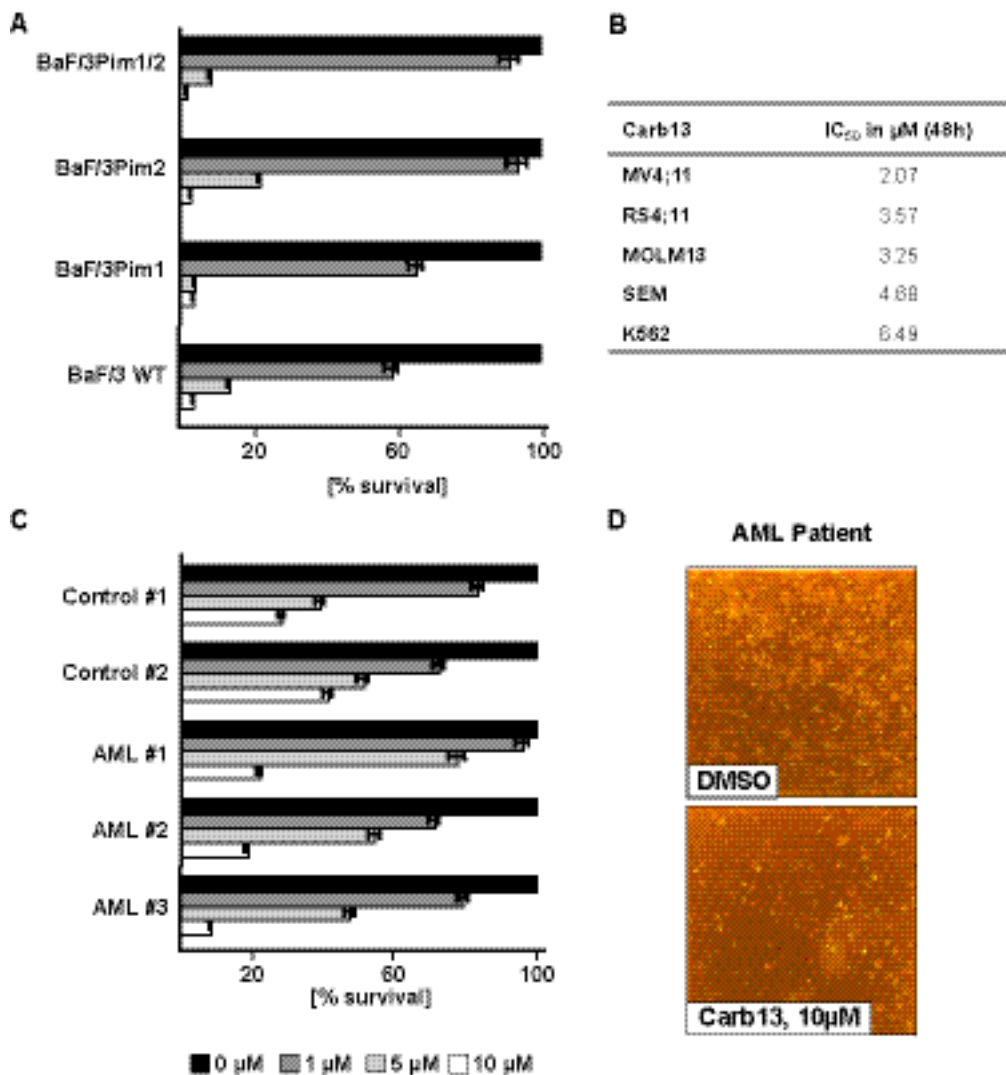 A
BaF/3Pim1/2
BaF/3Pim2
BaF/3Pim1
BaF/3 WT
20 60 100
[% survival]
B
Carb13 IC50 in µM (48h)
MV4;11 2.07
RS4;11 3.57
MOLM13 3.25
SEM 4.68
K562 6.49
C
Control #1
Control #2
AML #1
AML #2
AML #3
20 60 100
[% survival]
0 µM 1 µM 5 µM 10 µM
D
AML Patient
DMSO
Carb13, 10µM